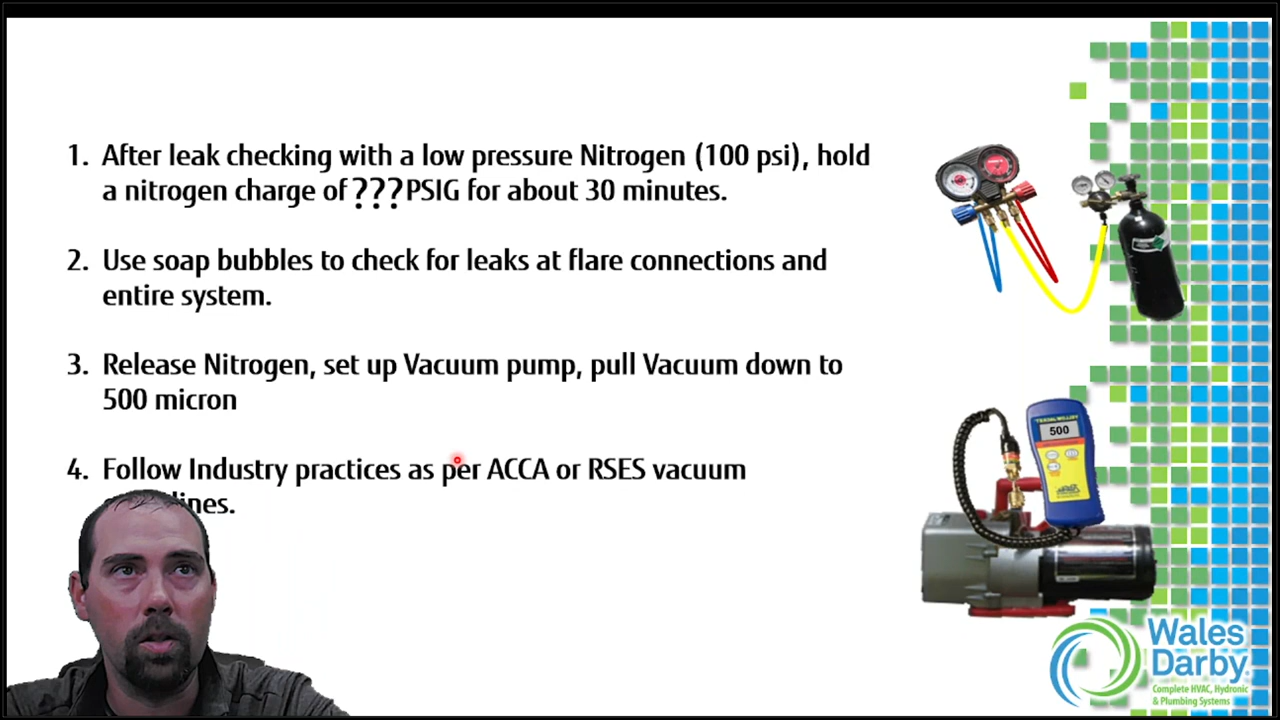 1. After leak checking with a low pressure Nitrogen (100 psi), hold
a nitrogen charge of ??? PSIG for about 30 minutes.
2. Use soap bubbles to check for leaks at flare connections and
entire system.
3. Release Nitrogen, set up Vacuum pump, pull Vacuum down to
500 micron
4. Follow Industry practices as per ACCA or RSES vacuum
lines.
500
Wales
Darby
Complete HVAC, Hydronic
& Plumbing Systems